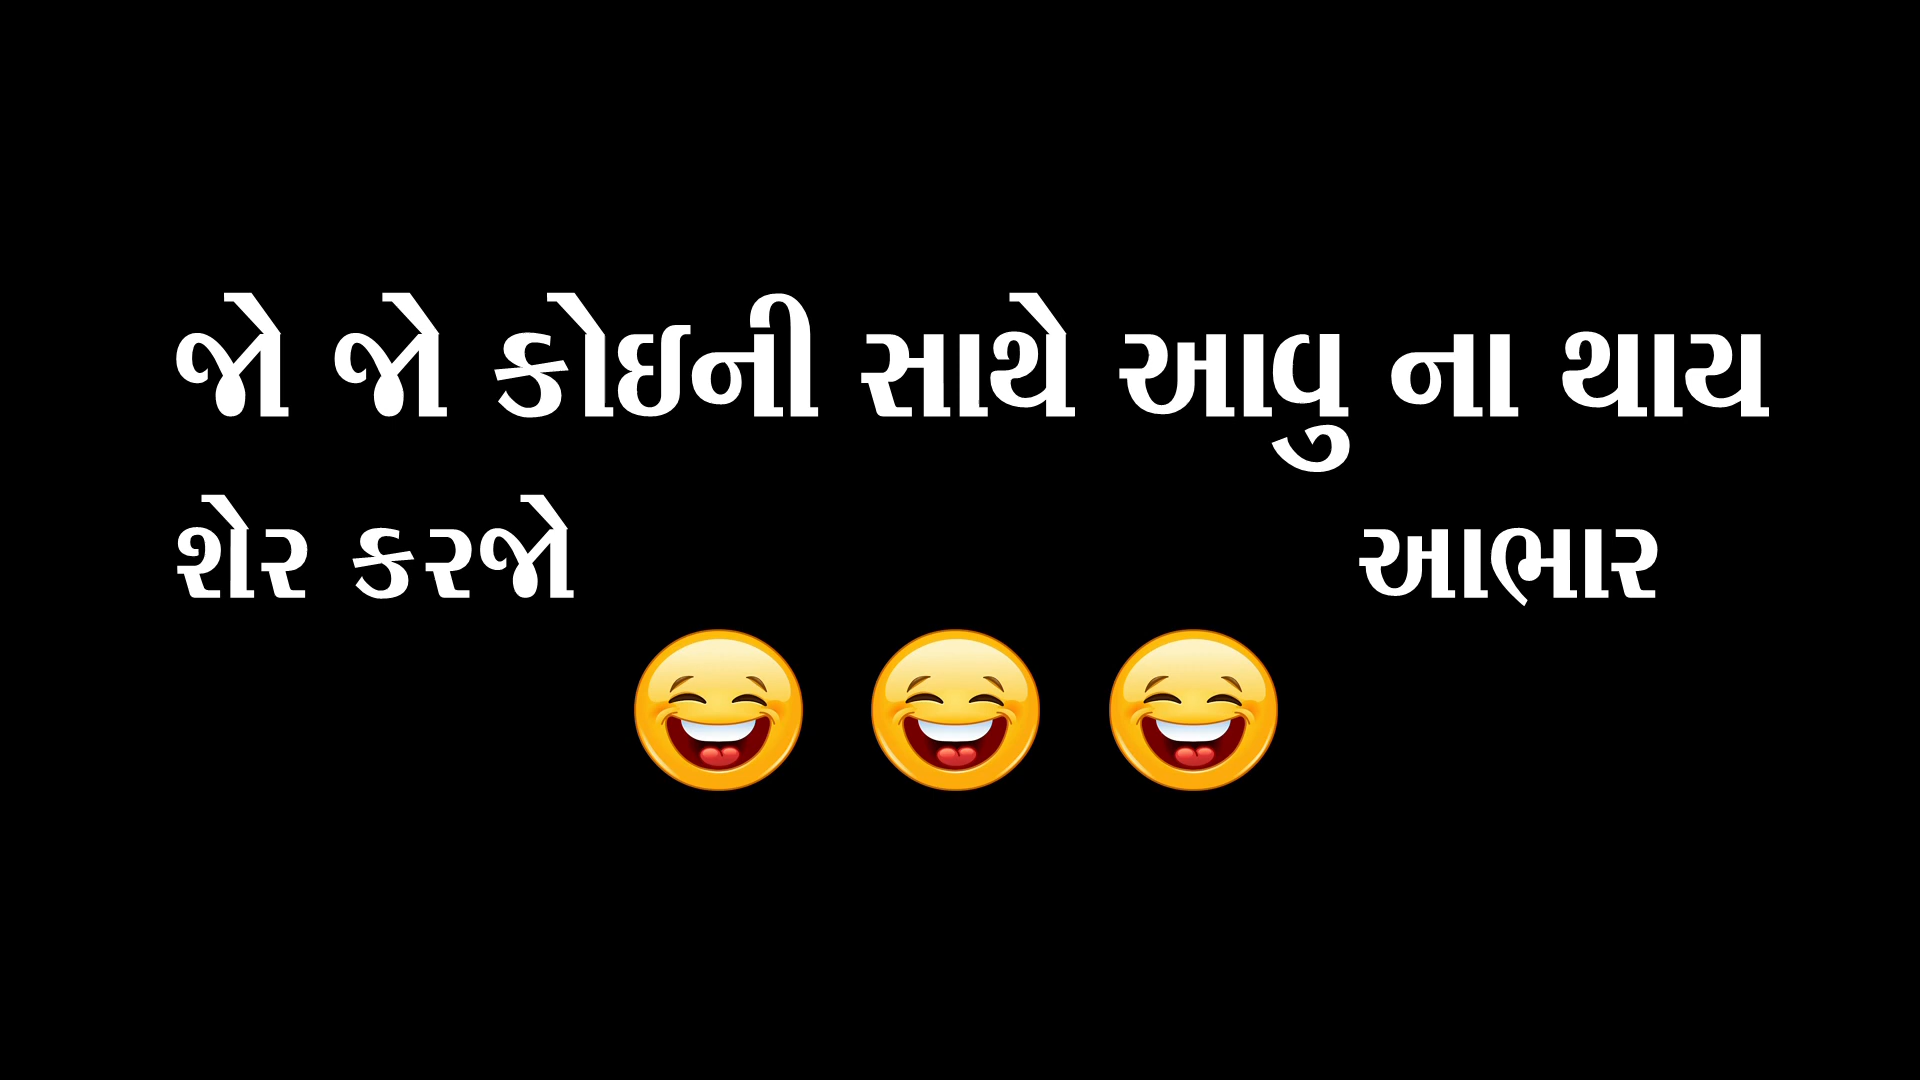 જો જો કોઇની સાથે આવુ ના થાય
શેર કરજો આભાર